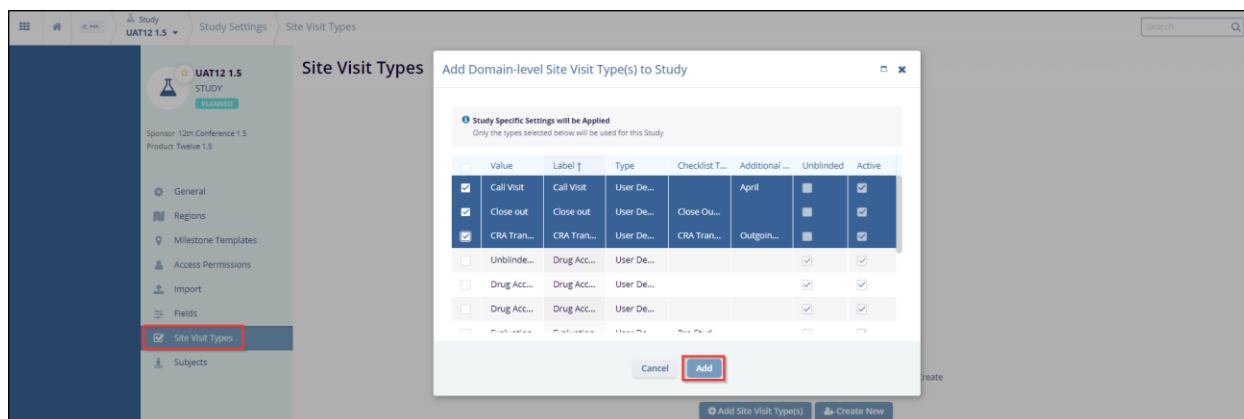 Study
UAT12 1.5
Study Settings
Site Visit Types
Search
UAT12 1.5
STUDY
PLANNED
Sponsor 12th Conference 1.5
Product Twelve 1.5
General
Regions
Milestone Templates
Access Permissions
Import
Fields
Site Visit Types
Subjects
Site Visit Types
Add Domain-level Site Visit Type(s) to Study
Study Specific Settings will be Applied
Only the types selected below will be used for this Study
Value Label ↑ Type Checklist T... Additional ... Unblinded Active
Call Visit Call Visit User De... April
Close out Close out User De... Close Ou...
CRA Tran... CRA Tran... User De... CRA Tran... Outgoin...
Unblinde... Drug Acc... User De...
Drug Acc... Drug Acc... User De...
Drug Acc... Drug Acc... User De...
Cancel Add
Create
Add Site Visit Type(s) Create New